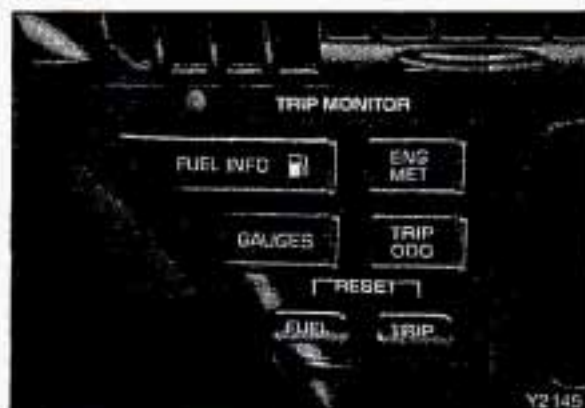 TRIP MONITOR
FUEL INFO ENG MET
GAUGES TRIP ODO
RESET
FUEL TRIP
Y2145